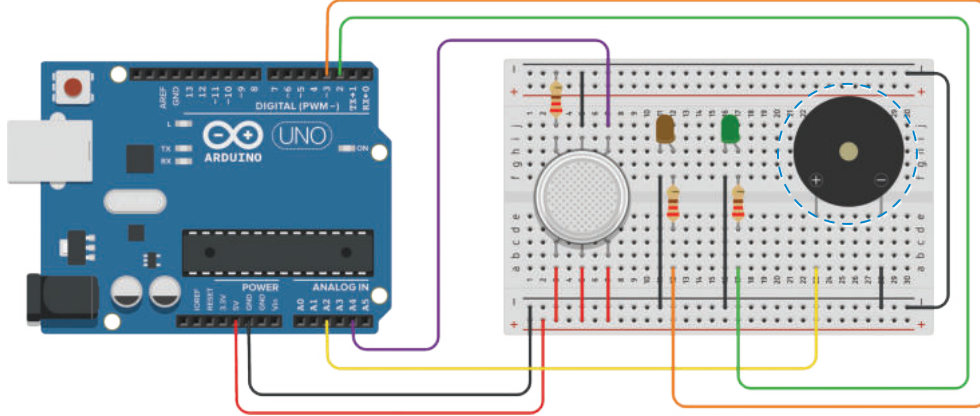 AREF GND 13 12 ~11 ~10 ~9 8 7 ~6 ~5 4 ~3 2 TX→1 RX←0
DIGITAL (PWM~)
L
TX
RX
UNO
ON
ARDUINO
POWER
ANALOG IN
IOREF RESET 3.3V 5V GND GND Vin A0 A1 A2 A3 A4 A5
- -
+ +
j j
i i
h h
g g
f f
+ -
e e
d d
c c
b b
a a
- -
+ +